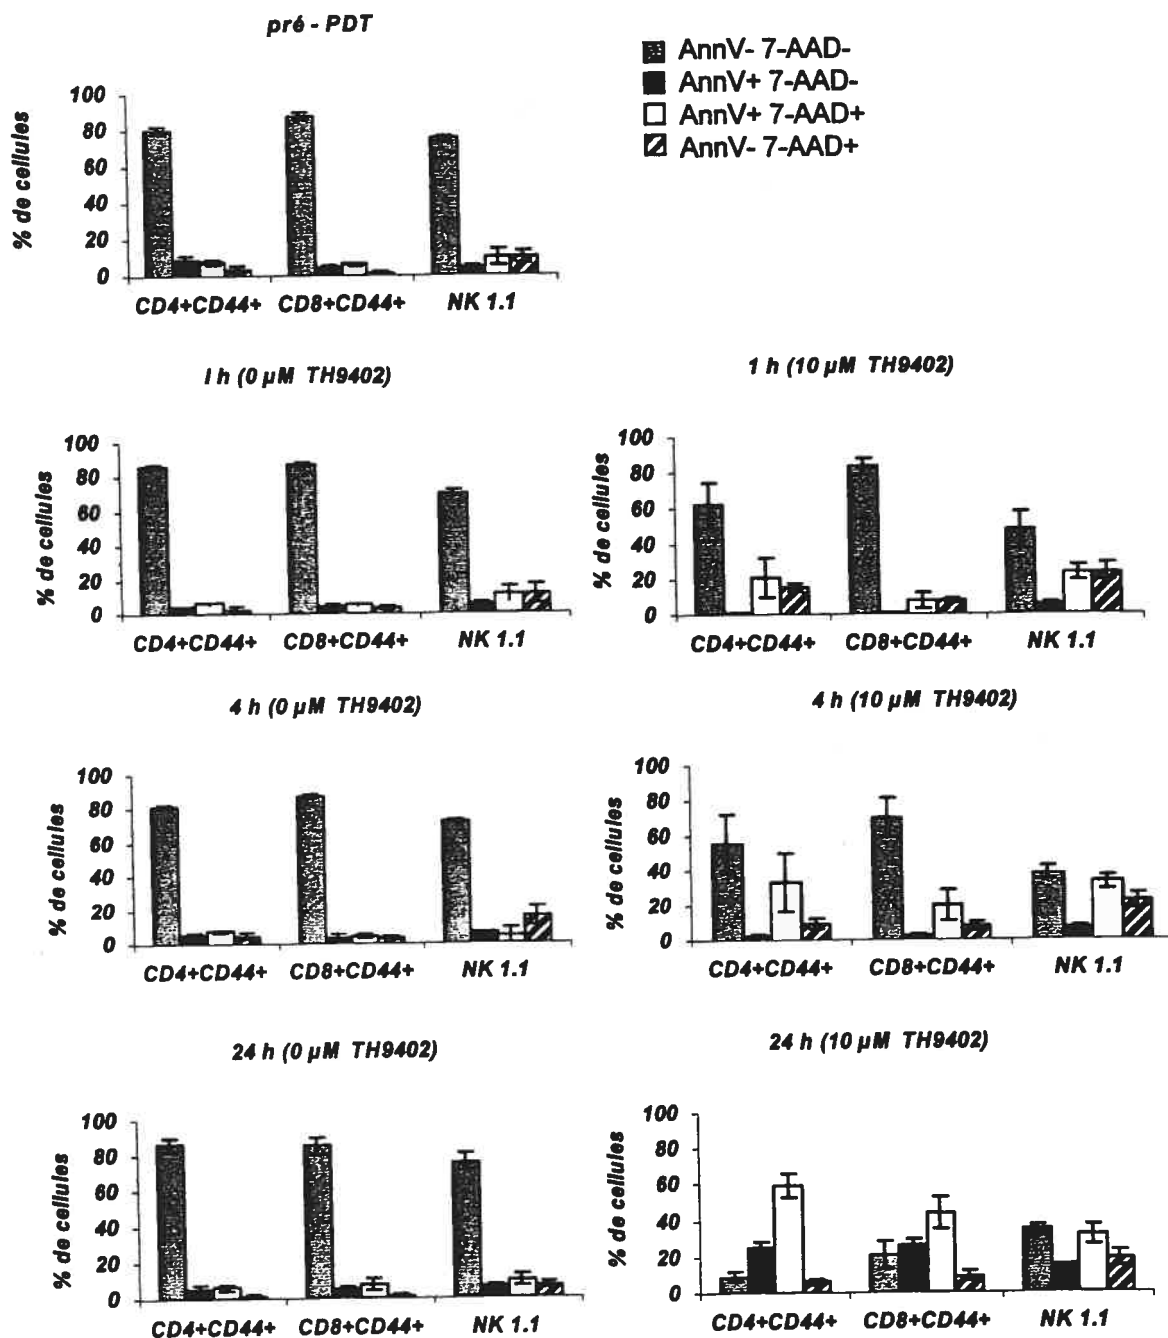 pré - PDT
AnnV- 7-AAD-
AnnV+ 7-AAD-
AnnV+ 7-AAD+
AnnV- 7-AAD+
% de cellules
100
80
60
40
20
0
CD4+CD44+ CD8+CD44+ NK 1.1
1 h (0 µM TH9402)
% de cellules
100
80
60
40
20
0
CD4+CD44+ CD8+CD44+ NK 1.1
1 h (10 µM TH9402)
% de cellules
100
80
60
40
20
0
CD4+CD44+ CD8+CD44+ NK 1.1
4 h (0 µM TH9402)
% de cellules
100
80
60
40
20
0
CD4+CD44+ CD8+CD44+ NK 1.1
4 h (10 µM TH9402)
% de cellules
100
80
60
40
20
0
CD4+CD44+ CD8+CD44+ NK 1.1
24 h (0 µM TH9402)
% de cellules
100
80
60
40
20
0
CD4+CD44+ CD8+CD44+ NK 1.1
24 h (10 µM TH9402)
% de cellules
100
80
60
40
20
0
CD4+CD44+ CD8+CD44+ NK 1.1